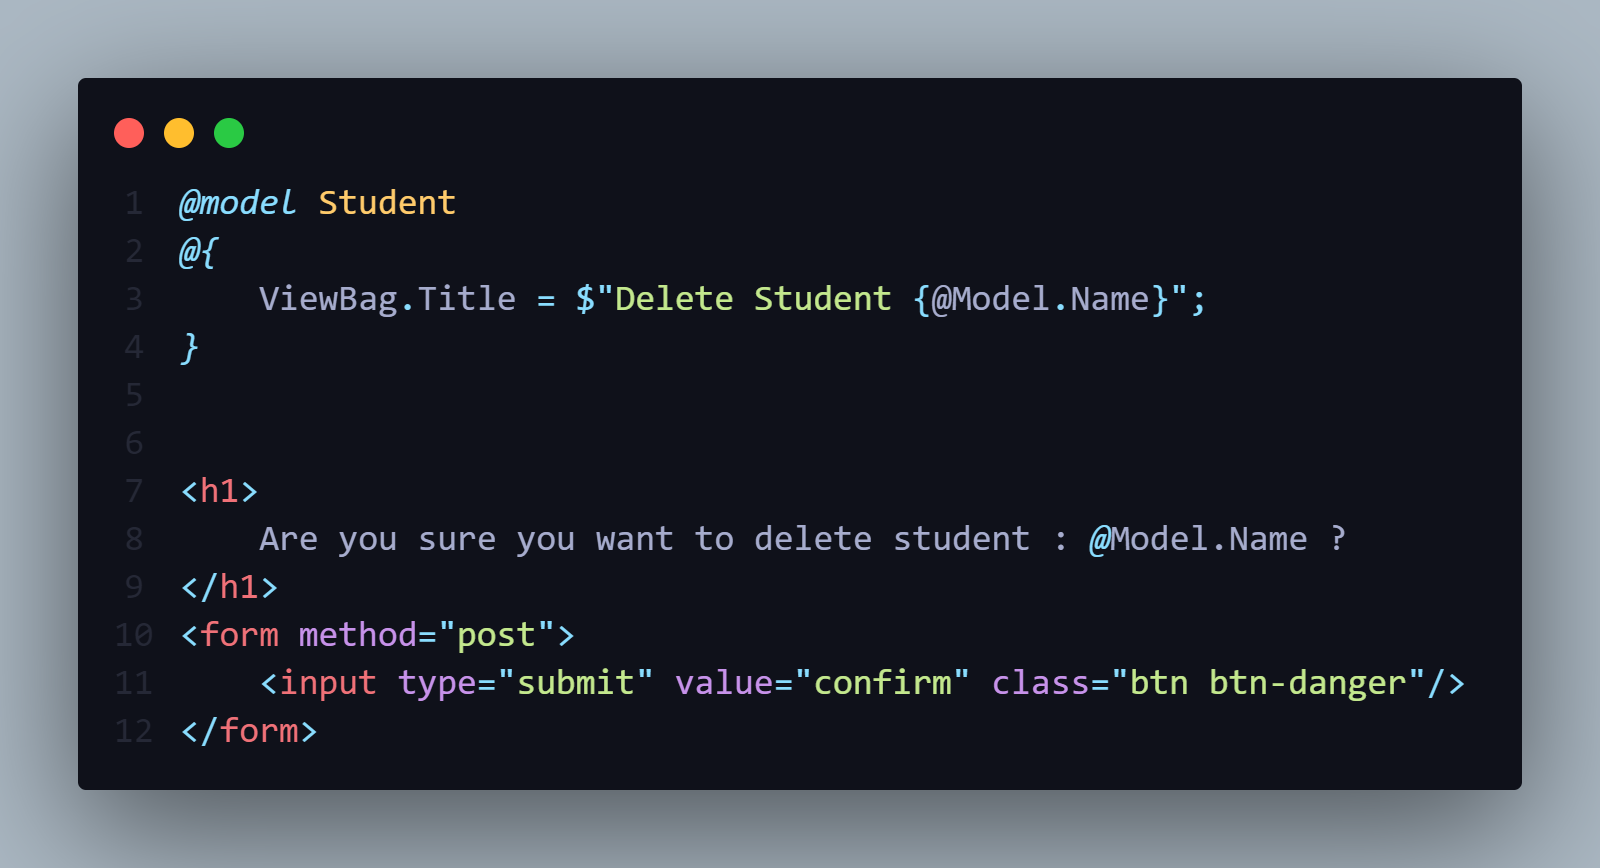 1 @model Student
2 @{
3     ViewBag.Title = $"Delete Student {@Model.Name}";
4 }
5
6
7 <h1>
8     Are you sure you want to delete student : @Model.Name ?
9 </h1>
10 <form method="post">
11     <input type="submit" value="confirm" class="btn btn-danger"/>
12 </form>